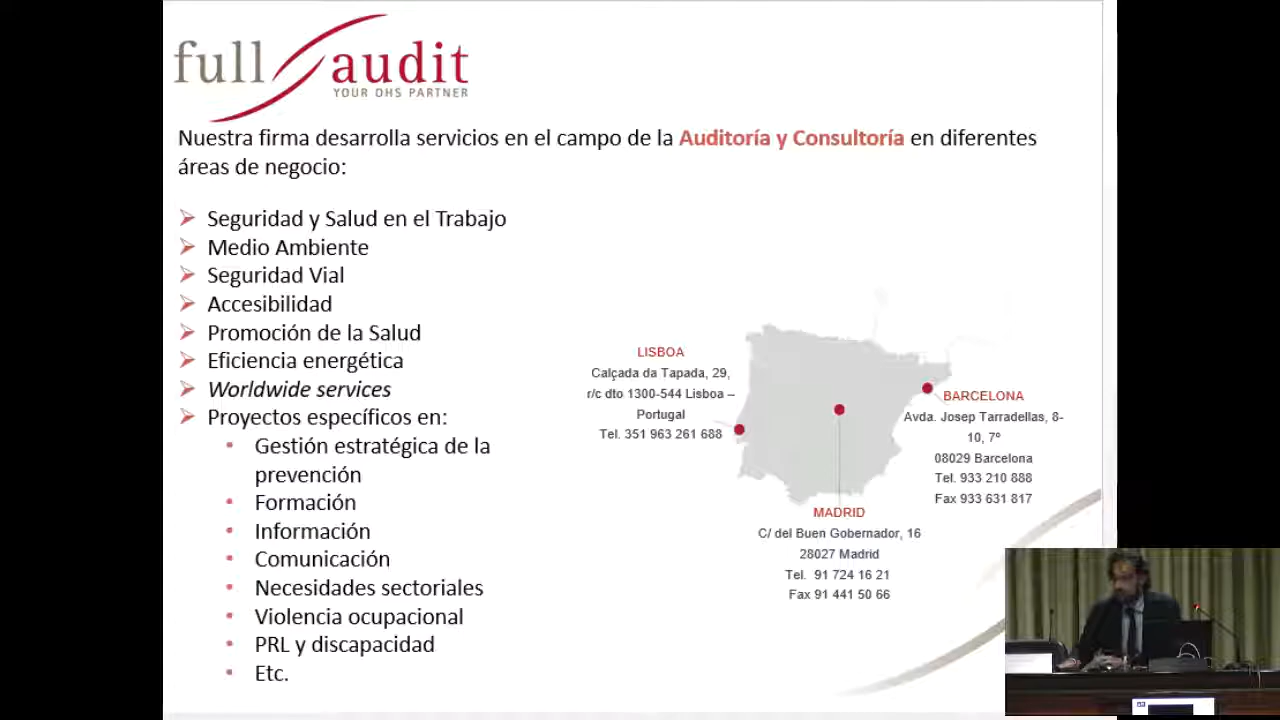 full audit
YOUR OHS PARTNER
Nuestra firma desarrolla servicios en el campo de la Auditoría y Consultoría en diferentes
áreas de negocio:
Seguridad y Salud en el Trabajo
Medio Ambiente
Seguridad Vial
Accesibilidad
Promoción de la Salud
Eficiencia energética
Worldwide services
Proyectos específicos en:
Gestión estratégica de la
prevención
Formación
Información
Comunicación
Necesidades sectoriales
Violencia ocupacional
PRL y discapacidad
Etc.
LISBOA
Calçada da Tapada, 29,
r/c dto 1300-544 Lisboa –
Portugal
Tel. 351 963 261 688
BARCELONA
Avda. Josep Tarradellas, 8-
10, 7º
08029 Barcelona
Tel. 933 210 888
Fax 933 631 817
MADRID
C/ del Buen Gobernador, 16
28027 Madrid
Tel. 91 724 16 21
Fax 91 441 50 66